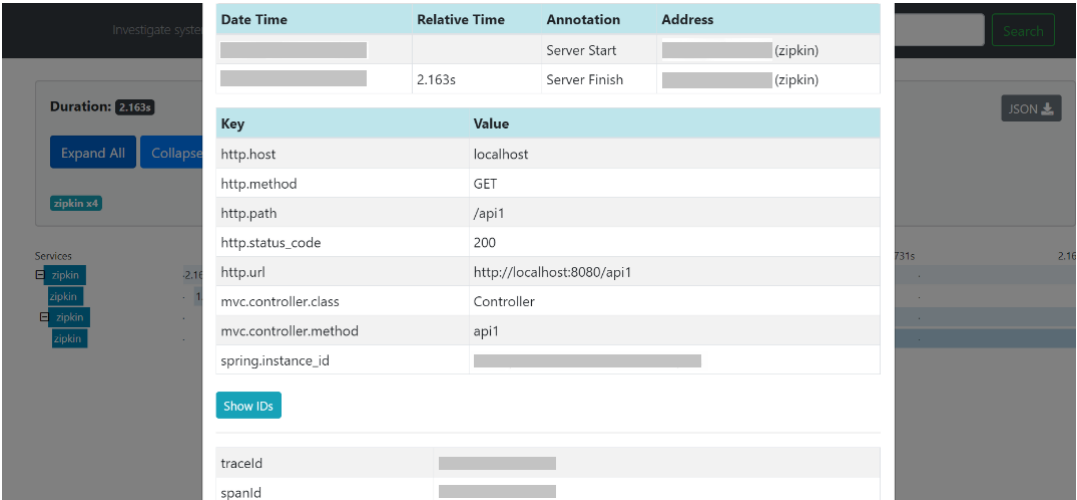 Investigate syste
Search
Date Time Relative Time Annotation Address
Server Start (zipkin)
2.163s Server Finish (zipkin)
Duration: 2.163s
JSON
Expand All Collapse
zipkin x4
Key Value
http.host localhost
http.method GET
http.path /api1
http.status_code 200
http.url http://localhost:8080/api1
mvc.controller.class Controller
mvc.controller.method api1
spring.instance_id
Services
731s 2.16
zipkin -2.16
zipkin 1.
zipkin
zipkin
Show IDs
traceId
spanId